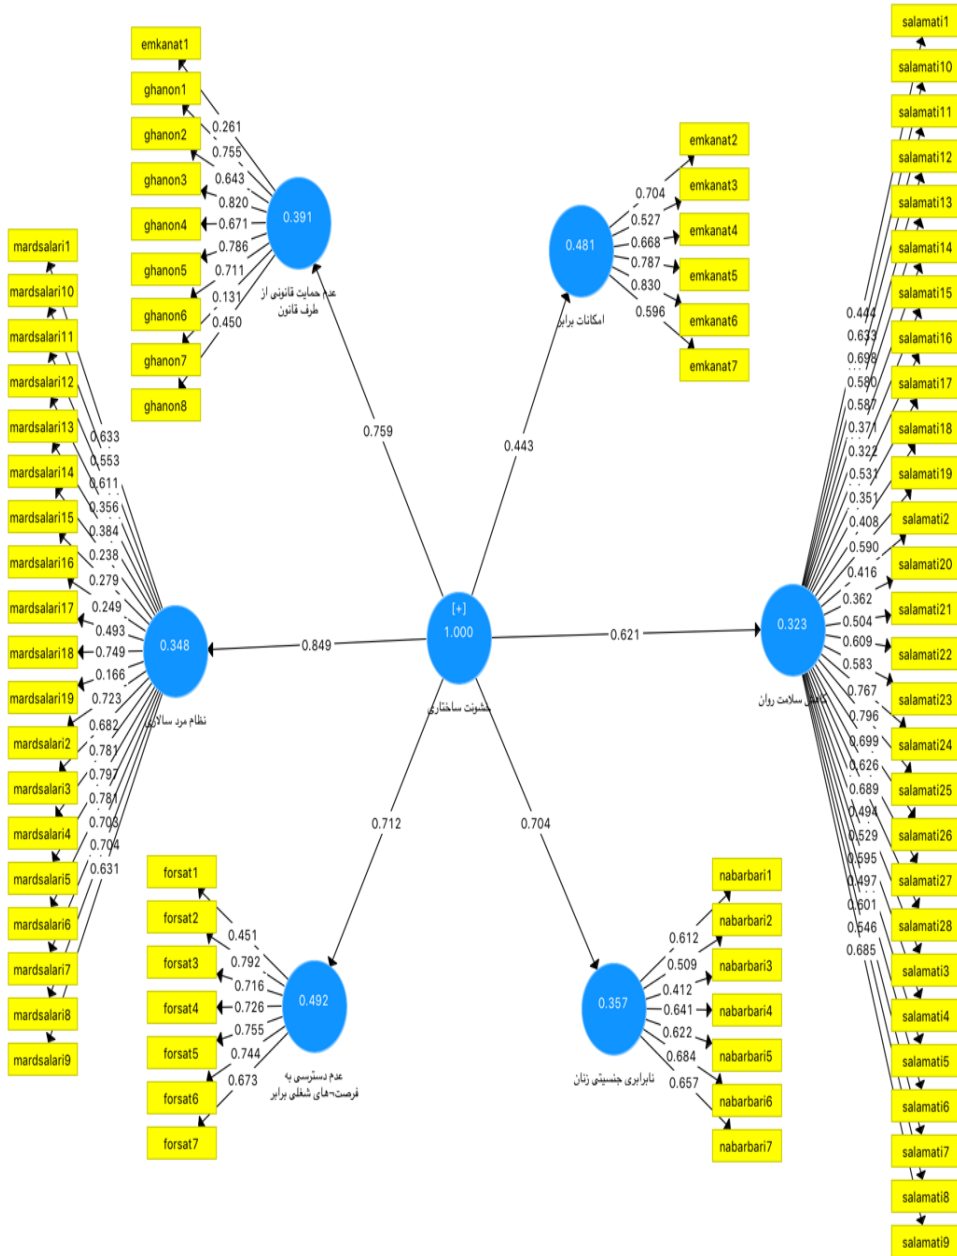 emkanat1
ghanon1
ghanon2
ghanon3
ghanon4
ghanon5
ghanon6
ghanon7
ghanon8
0.261
0.755
0.643
0.820
0.671
0.786
0.711
0.131
0.450
0.391
عدم حمایت قانونی از
طرف قانون
emkanat2
emkanat3
emkanat4
emkanat5
emkanat6
emkanat7
0.704
0.527
0.668
0.787
0.830
0.596
0.481
امکانات برابر
mardsalari1
mardsalari10
mardsalari11
mardsalari12
mardsalari13
mardsalari14
mardsalari15
mardsalari16
mardsalari17
mardsalari18
mardsalari19
mardsalari2
mardsalari3
mardsalari4
mardsalari5
mardsalari6
mardsalari7
mardsalari8
mardsalari9
0.633
0.553
0.611
0.356
0.384
0.238
0.279
0.249
0.493
0.749
0.166
0.723
0.682
0.781
0.797
0.781
0.703
0.704
0.631
0.348
نظام مرد سالاری
0.759
0.443
0.849
0.621
0.712
0.704
[+]
1.000
خشونت ساختاری
salamati1
salamati10
salamati11
salamati12
salamati13
salamati14
salamati15
salamati16
salamati17
salamati18
salamati19
salamati2
salamati20
salamati21
salamati22
salamati23
salamati24
salamati25
salamati26
salamati27
salamati28
salamati3
salamati4
salamati5
salamati6
salamati7
salamati8
salamati9
0.444
0.633
0.698
0.580
0.587
0.371
0.322
0.531
0.351
0.408
0.590
0.416
0.362
0.504
0.609
0.583
0.767
0.796
0.699
0.626
0.689
0.494
0.529
0.595
0.497
0.601
0.546
0.685
0.323
کاهش سلامت روان
forsat1
forsat2
forsat3
forsat4
forsat5
forsat6
forsat7
0.451
0.792
0.716
0.726
0.755
0.744
0.673
0.492
عدم دسترسی به
فرصت¬های شغلی برابر
nabarbari1
nabarbari2
nabarbari3
nabarbari4
nabarbari5
nabarbari6
nabarbari7
0.612
0.509
0.412
0.641
0.622
0.684
0.657
0.357
نابرابری جنسیتی زنان